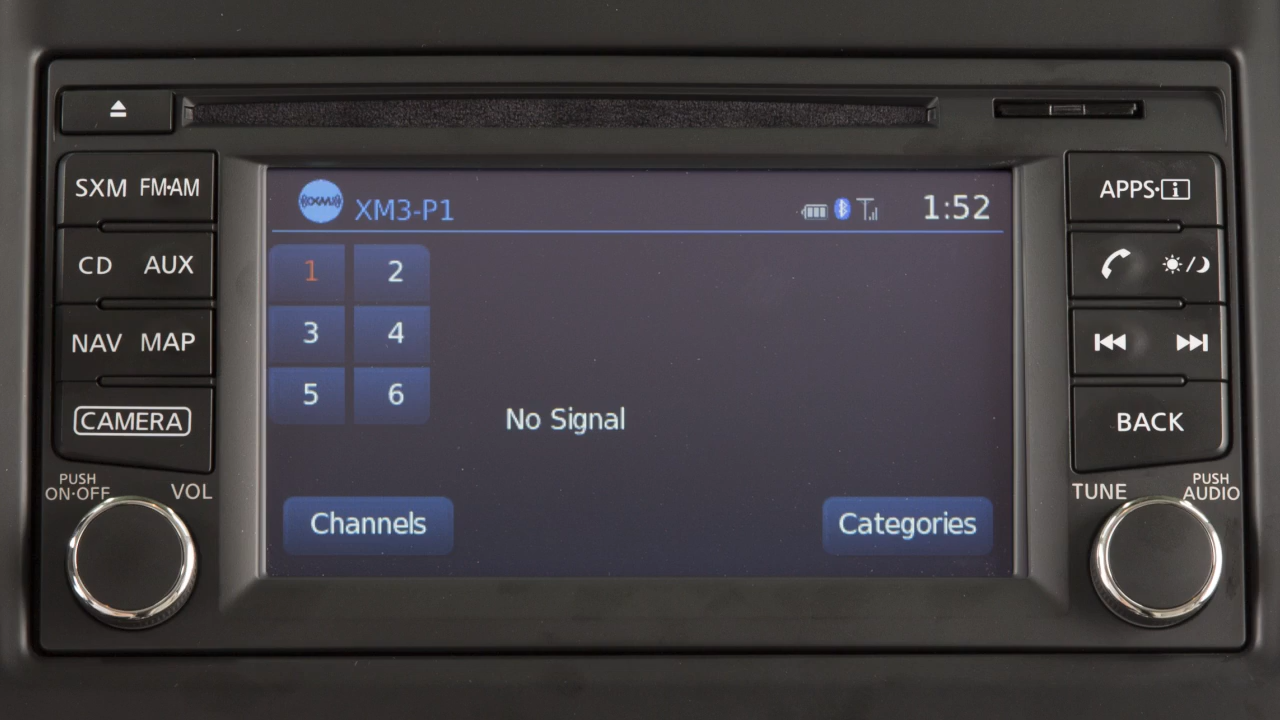 SXM FM·AM
CD AUX
NAV MAP
CAMERA
PUSH
ON·OFF
VOL
XM
XM3-P1
1:52
1 2
3 4
5 6
No Signal
Channels
Categories
APPS·i
BACK
TUNE
PUSH
AUDIO